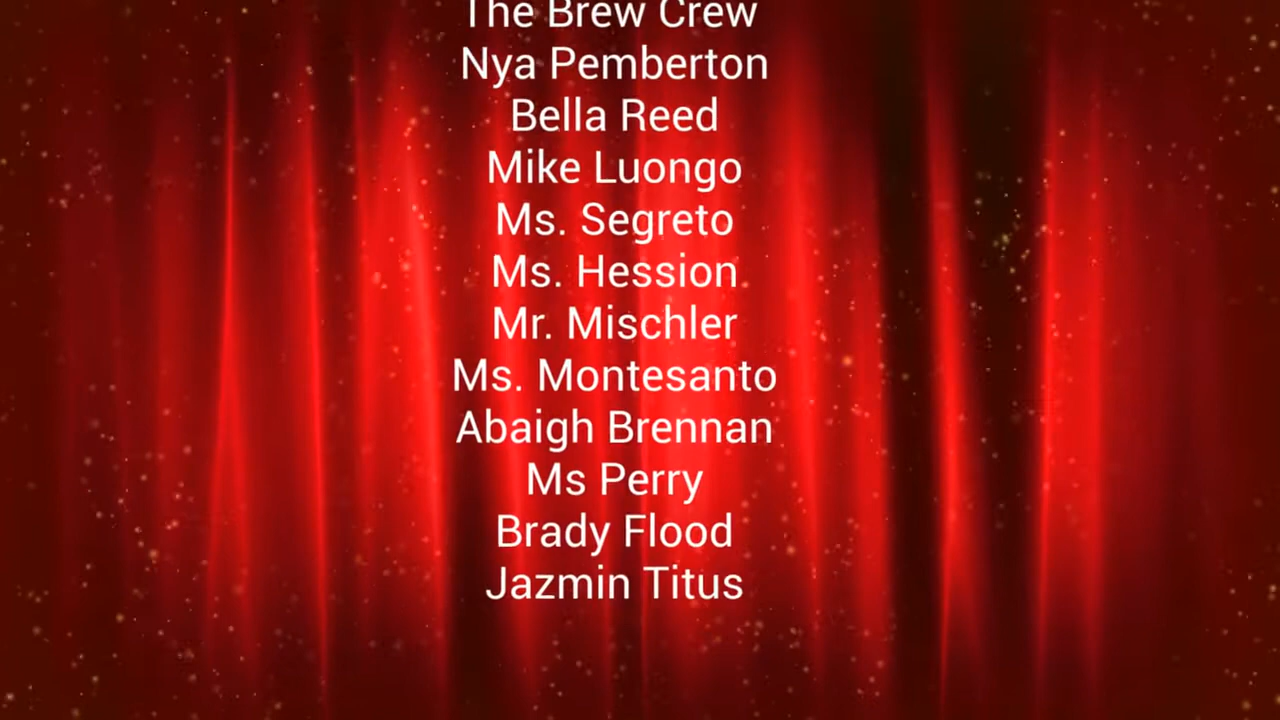 The Brew Crew
Nya Pemberton
Bella Reed
Mike Luongo
Ms. Segreto
Ms. Hession
Mr. Mischler
Ms. Montesanto
Abaigh Brennan
Ms Perry
Brady Flood
Jazmin Titus